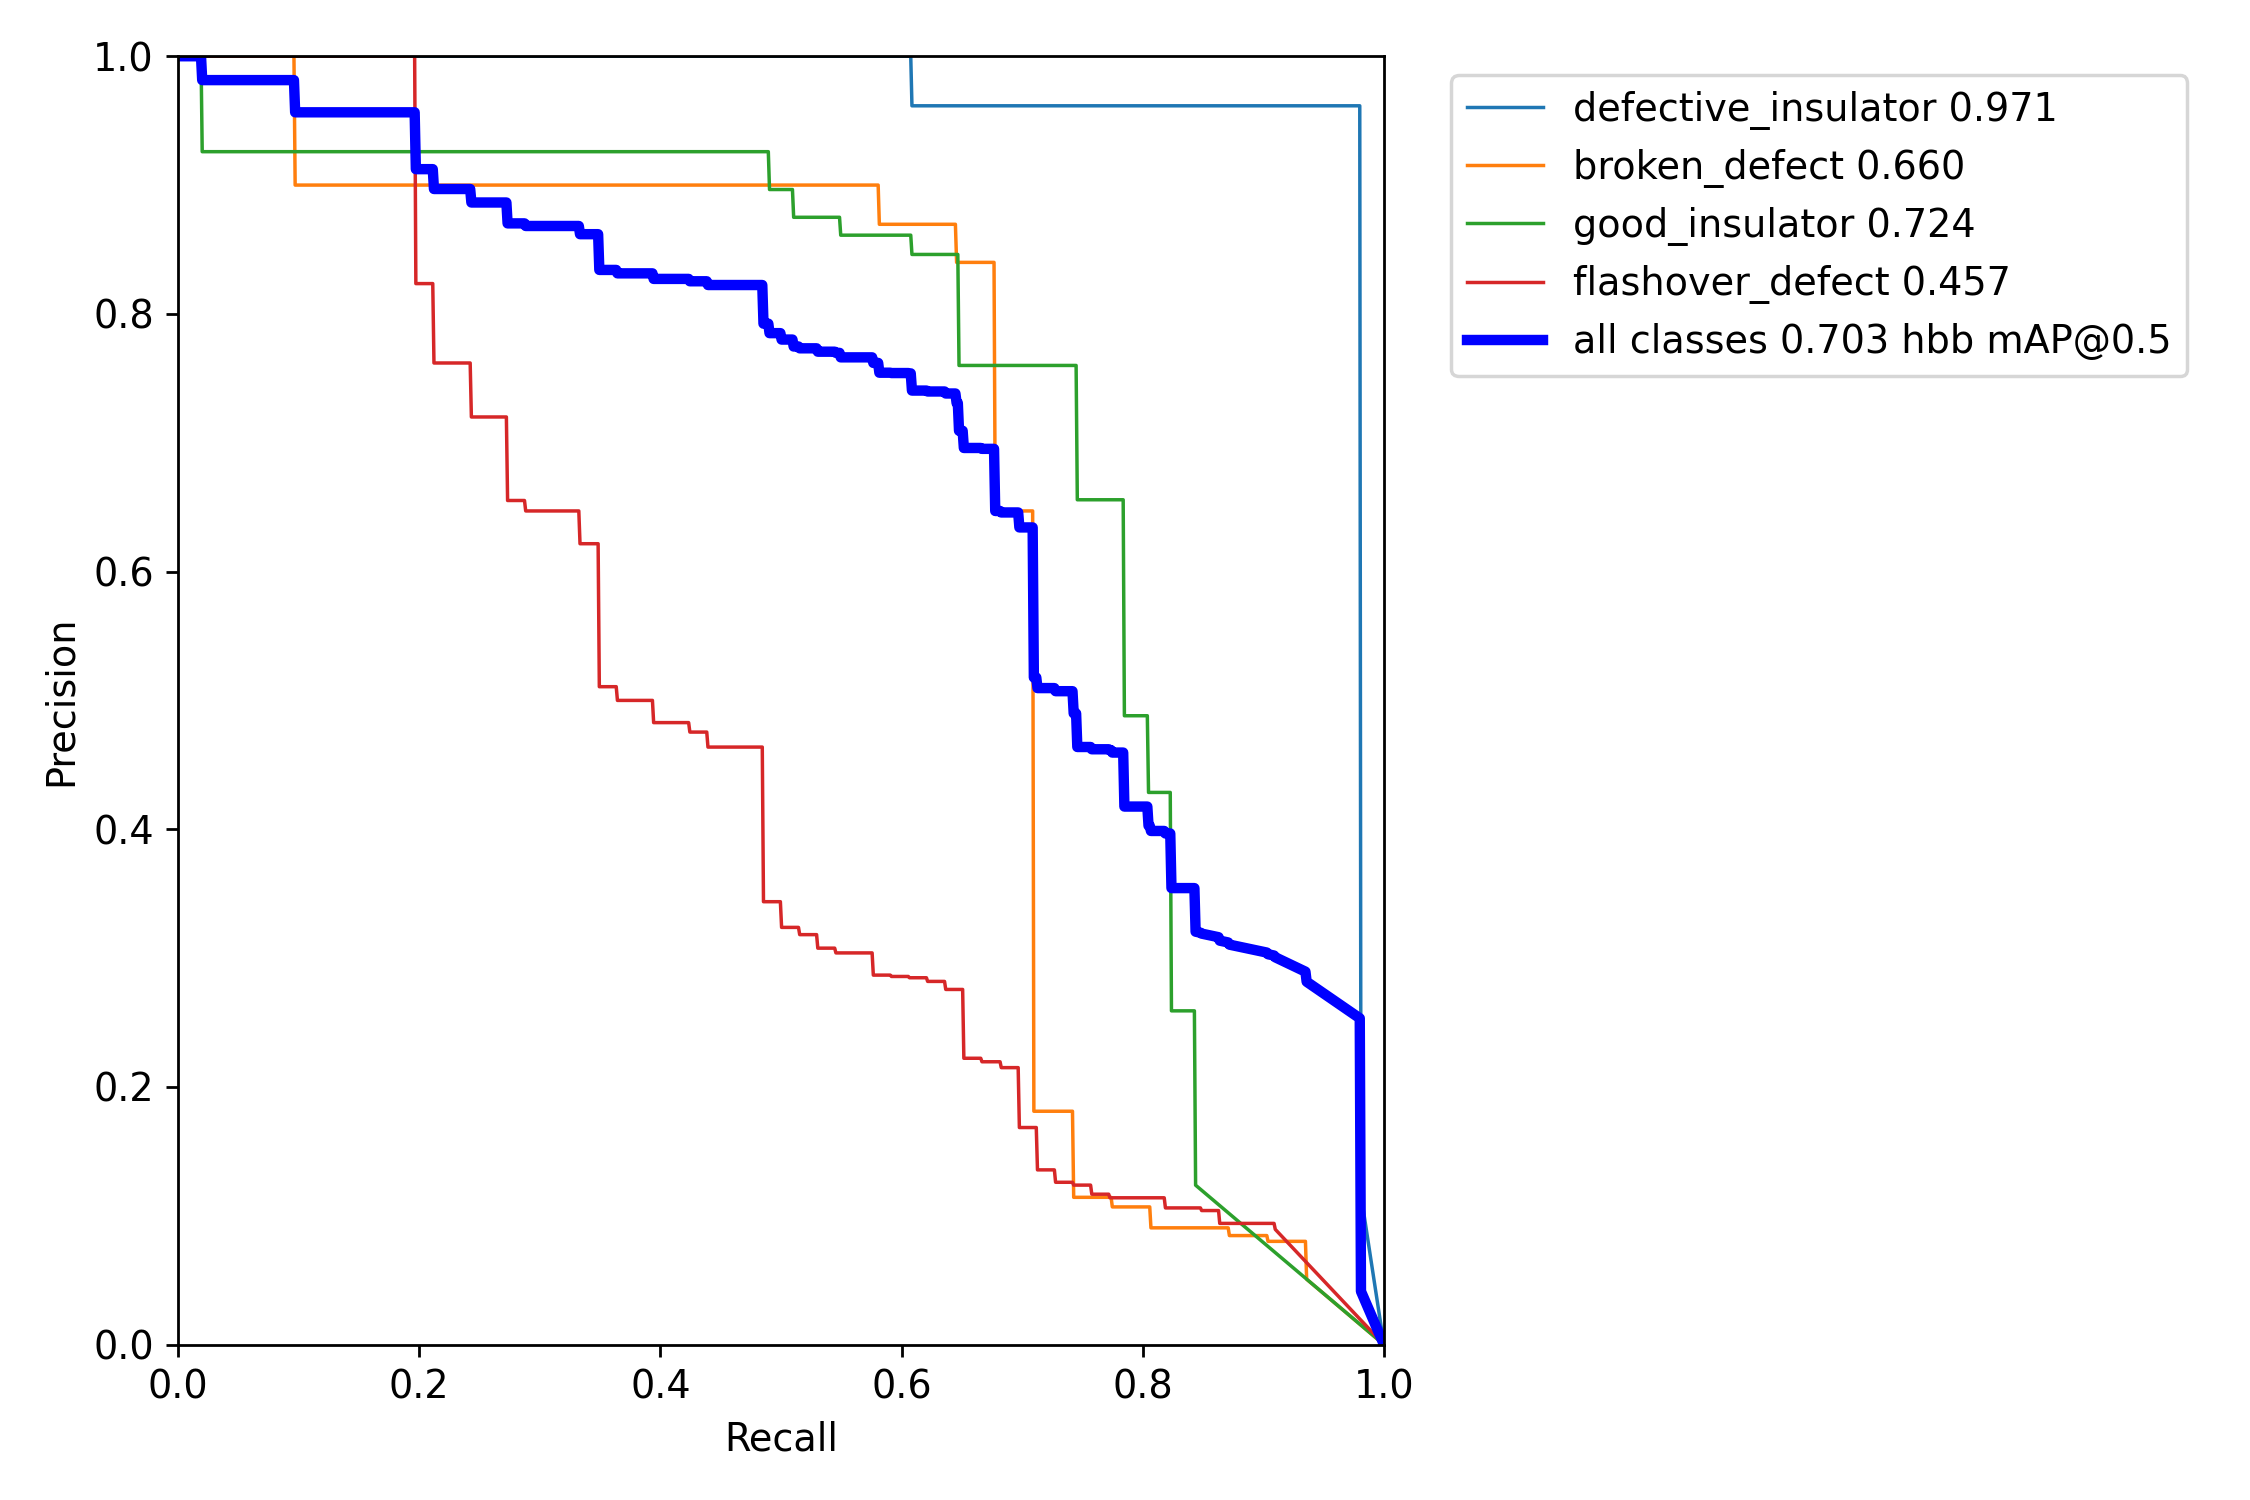 1.0
0.8
0.6
0.4
0.2
0.0
Precision
0.0 0.2 0.4 0.6 0.8 1.0
Recall
defective_insulator 0.971
broken_defect 0.660
good_insulator 0.724
flashover_defect 0.457
all classes 0.703 hbb mAP@0.5